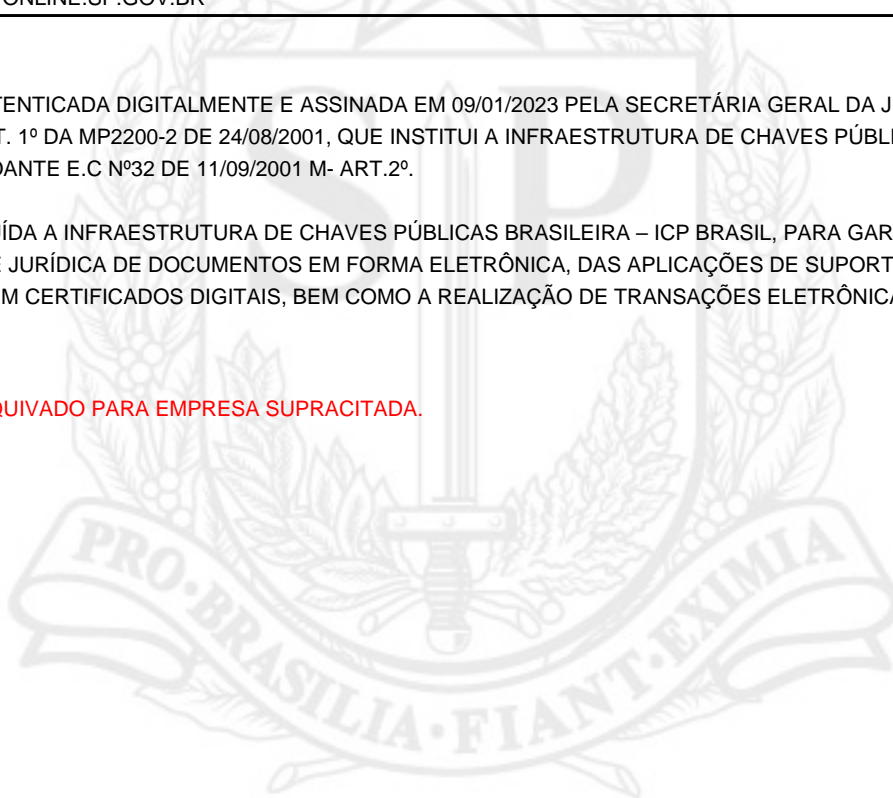 ONLINE.SP.GOV.BR
TENTICADA DIGITALMENTE E ASSINADA EM 09/01/2023 PELA SECRETÁRIA GERAL DA J
T. 1º DA MP2200-2 DE 24/08/2001, QUE INSTITUI A INFRAESTRUTURA DE CHAVES PÚBL
DANTE E.C Nº32 DE 11/09/2001 M- ART.2º.
ÍDA A INFRAESTRUTURA DE CHAVES PÚBLICAS BRASILEIRA – ICP BRASIL, PARA GAR
E JURÍDICA DE DOCUMENTOS EM FORMA ELETRÔNICA, DAS APLICAÇÕES DE SUPORT
M CERTIFICADOS DIGITAIS, BEM COMO A REALIZAÇÃO DE TRANSAÇÕES ELETRÔNICA
QUIVADO PARA EMPRESA SUPRACITADA.
SP
PRO·BRASILIA·FIANT·EXIMIA